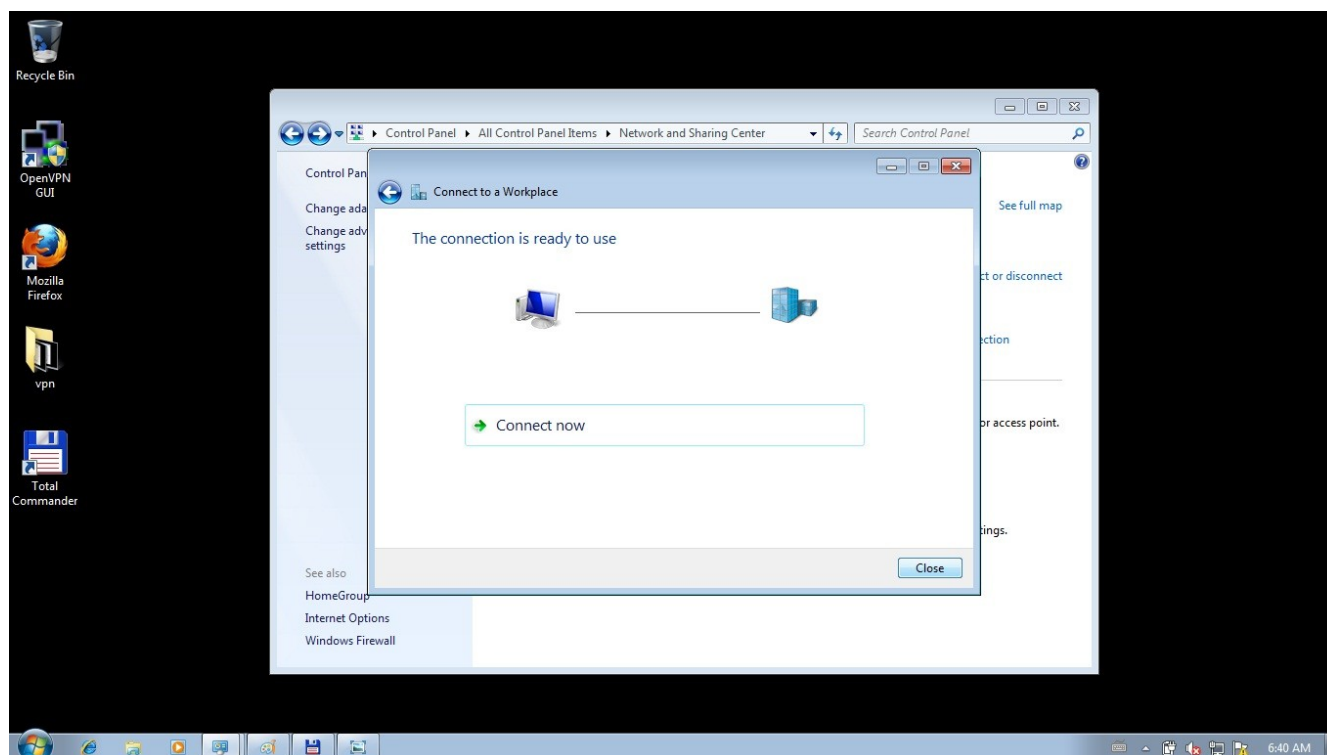 Recycle Bin
OpenVPN
GUI
Mozilla
Firefox
vpn
Total
Commander
Control Panel
All Control Panel Items
Network and Sharing Center
Search Control Panel
Control Pan
Change ada
Change adv
settings
See also
HomeGroup
Internet Options
Windows Firewall
Connect to a Workplace
The connection is ready to use
Connect now
Close
See full map
ct or disconnect
ection
or access point.
tings.
6:40 AM